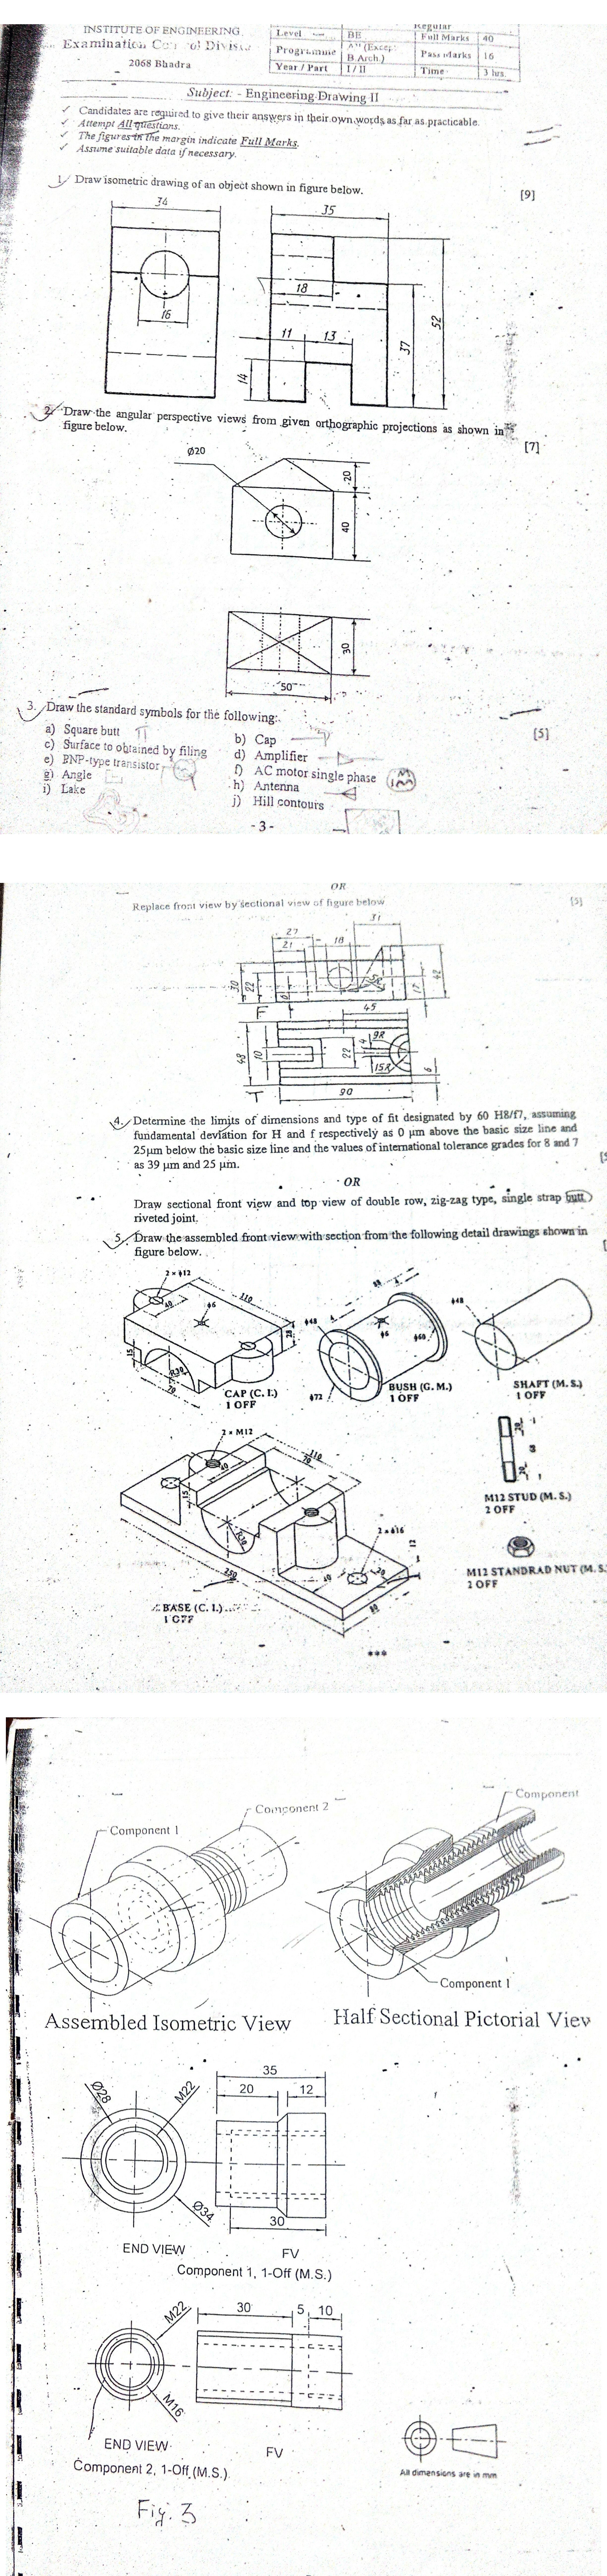 INSTITUTE OF ENGINEERING
Examination Division
2068 Bhadra
Regular
Level BE Full Marks 40
Programme B.Arch.) Pass Marks 16
Year / Part I / II Time 3 hrs.
Subject: - Engineering Drawing II
✓ Candidates are required to give their answers in their own words as far as practicable.
✓ Attempt All questions.
✓ The figures in the margin indicate Full Marks.
✓ Assume suitable data if necessary.
1. Draw isometric drawing of an object shown in figure below. [9]
34
35
16
18
11
13
14
37
52
2. Draw the angular perspective views from given orthographic projections as shown in
figure below. [7]
Ø20
20
40
30
50
3. Draw the standard symbols for the following: [5]
a) Square butt b) Cap
c) Surface to obtained by filing d) Amplifier
e) PNP-type transistor f) AC motor single phase
g) Angle h) Antenna
i) Lake j) Hill contours
- 3 -
OR
Replace front view by sectional view of figure below [5]
27
31
21
18
30
22
17
42
F
45
48
10
22
9R
15R
6
T
90
4. Determine the limits of dimensions and type of fit designated by 60 H8/f7, assuming
fundamental deviation for H and f respectively as 0 µm above the basic size line and
25µm below the basic size line and the values of international tolerance grades for 8 and 7
as 39 µm and 25 µm.
OR
Draw sectional front view and top view of double row, zig-zag type, single strap butt
riveted joint.
5. Draw the assembled front view with section from the following detail drawings shown in
figure below.
2 × ϕ12
110
40
ϕ6
28
15
R30
70
CAP (C. I.)
1 OFF
ϕ48
ϕ6
ϕ60
ϕ72
BUSH (G. M.)
1 OFF
ϕ48
SHAFT (M. S.)
1 OFF
2 × M12
110
70
40
15
R30
2 × ϕ16
12
250
40
80
BASE (C. I.)
1 OFF
20
20
M12 STUD (M. S.)
2 OFF
M12 STANDRAD NUT (M. S.
2 OFF
***
Component 1
Component 2
Component
Component 1
Assembled Isometric View
Half Sectional Pictorial View
35
20
12
Ø28
M22
Ø34
30
END VIEW
FV
Component 1, 1-Off (M.S.)
30
5
10
M22
M16
END VIEW
FV
Component 2, 1-Off (M.S.)
All dimensions are in mm
Fig. 3